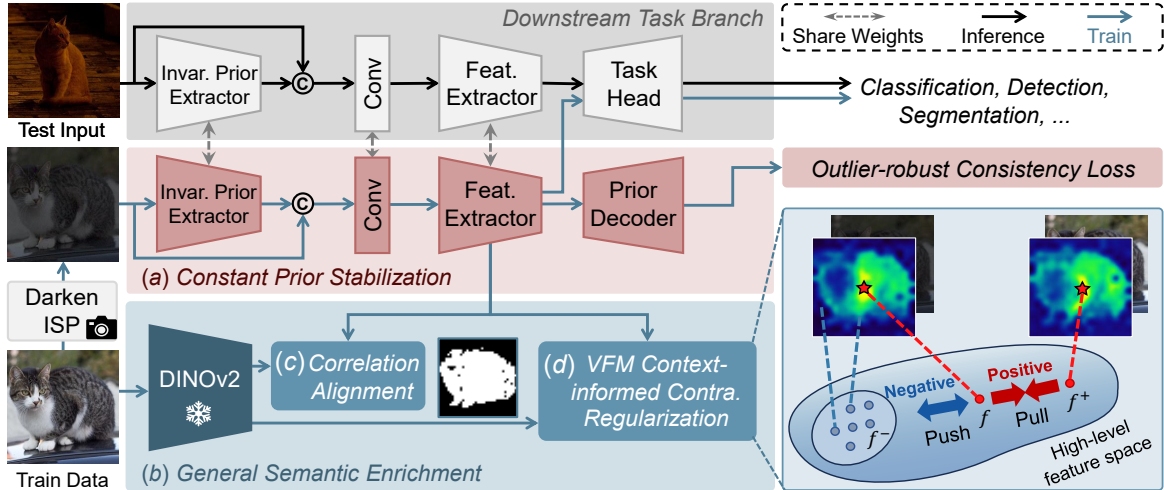 Downstream Task Branch
Share Weights
Inference
Train
Test Input
Invar. Prior
Extractor
C
Conv
Feat.
Extractor
Task
Head
Classification, Detection,
Segmentation, ...
Invar. Prior
Extractor
C
Conv
Feat.
Extractor
Prior
Decoder
Outlier-robust Consistency Loss
(a) Constant Prior Stabilization
Darken
ISP
Train Data
DINOv2
(c) Correlation
Alignment
(d) VFM Context-
informed Contra.
Regularization
(b) General Semantic Enrichment
Negative
Positive
Push
Pull
f
f+
f−
High-level
feature space